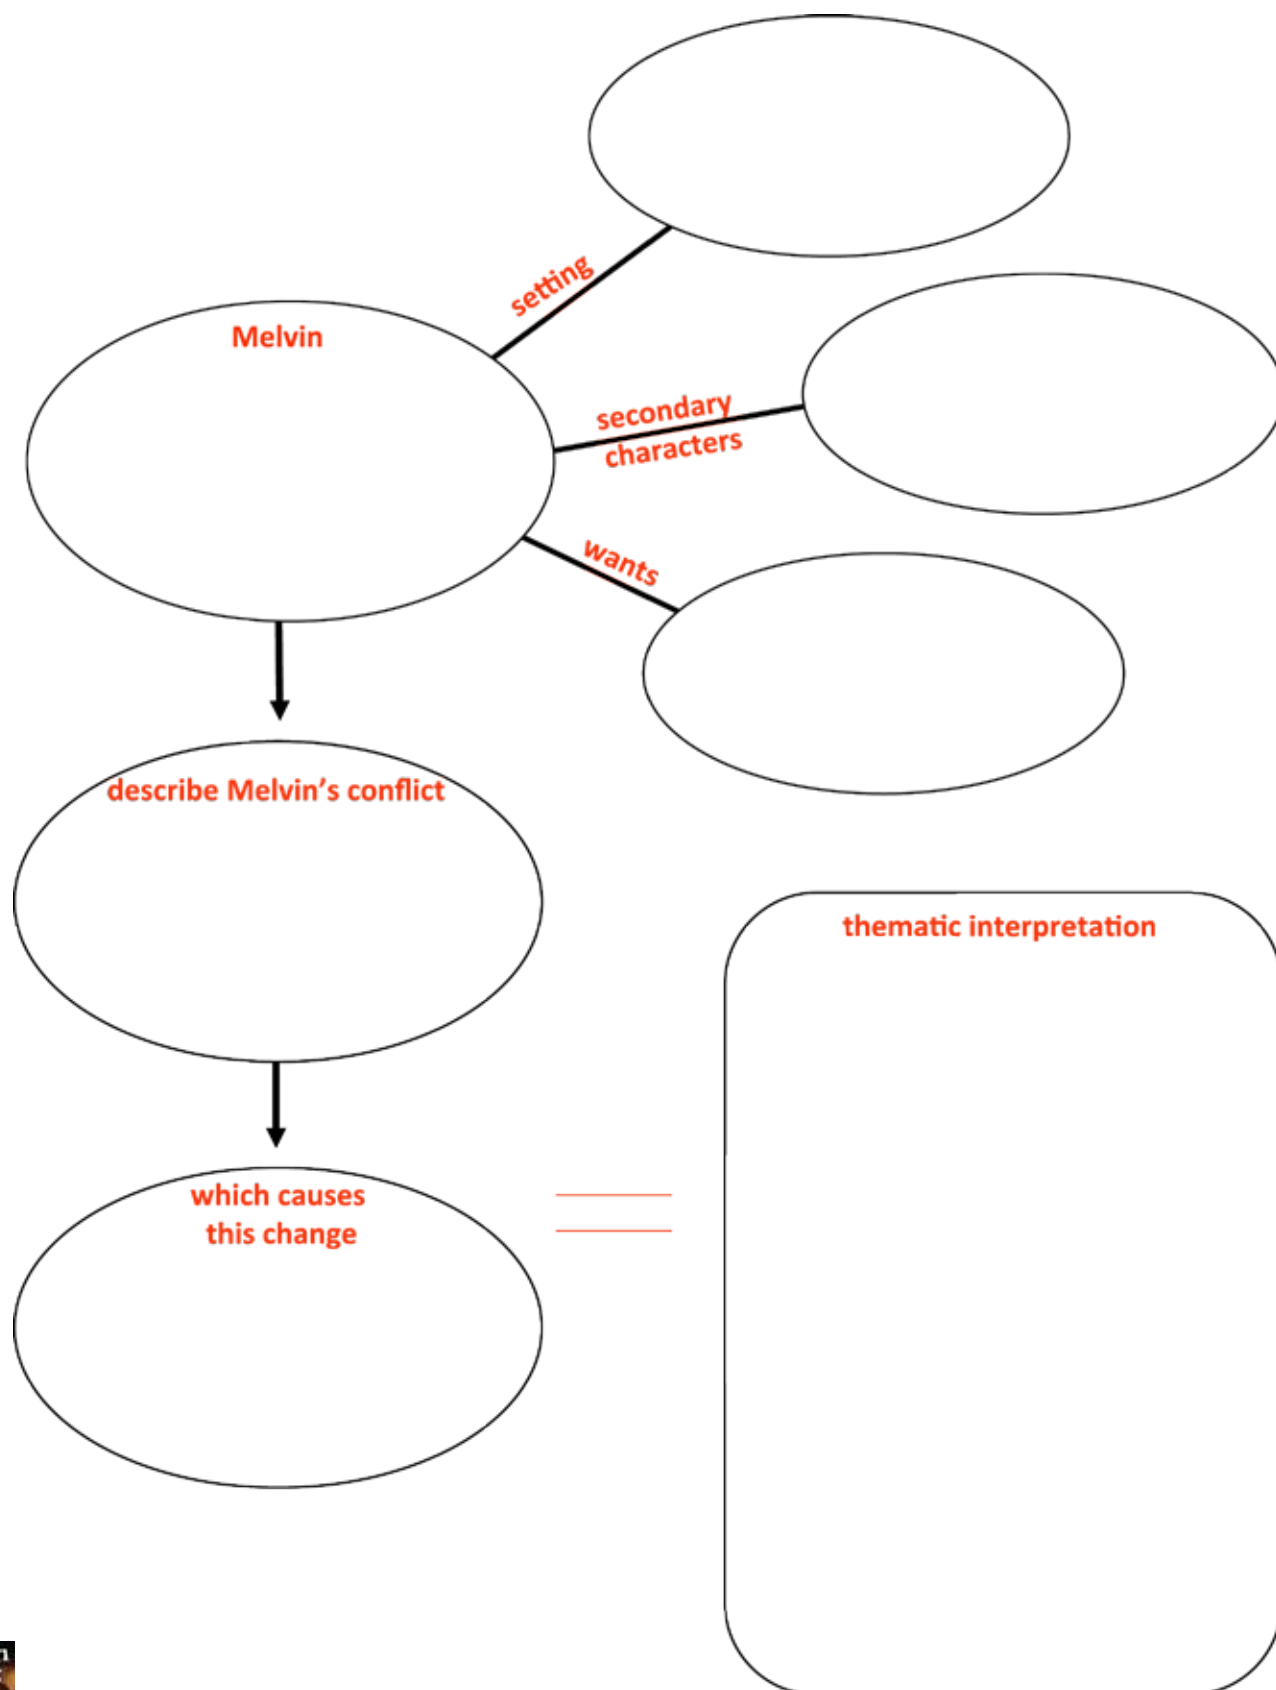 setting
Melvin
secondary
characters
wants
describe Melvin's conflict
thematic interpretation
which causes
this change